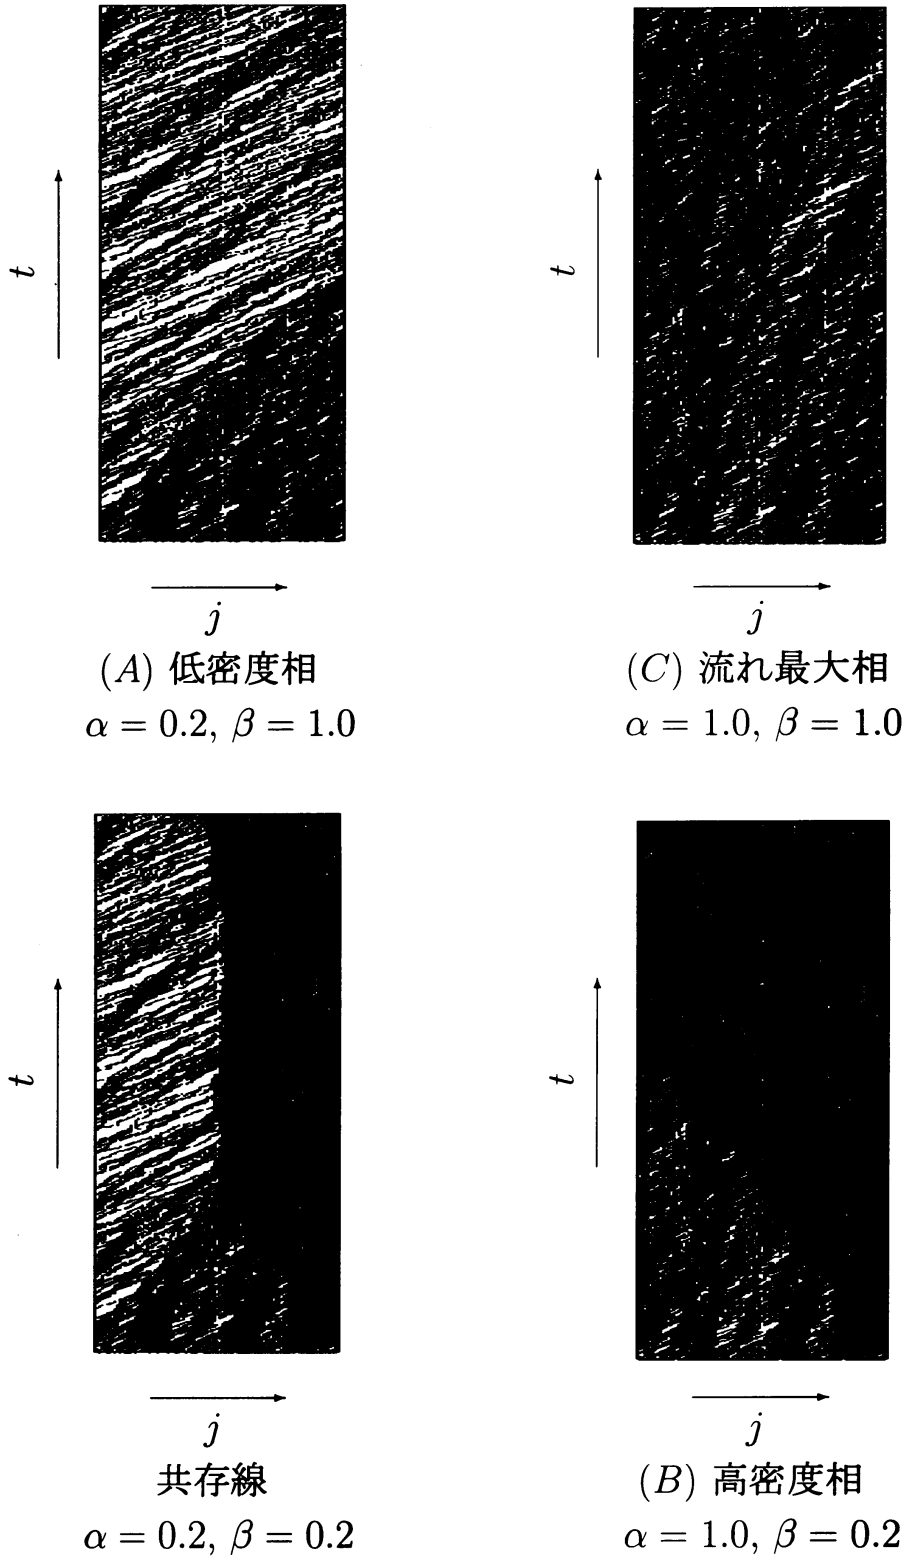 t
j
(A) 低密度相
α = 0.2, β = 1.0
t
j
(C) 流れ最大相
α = 1.0, β = 1.0
t
j
共存線
α = 0.2, β = 0.2
t
j
(B) 高密度相
α = 1.0, β = 0.2